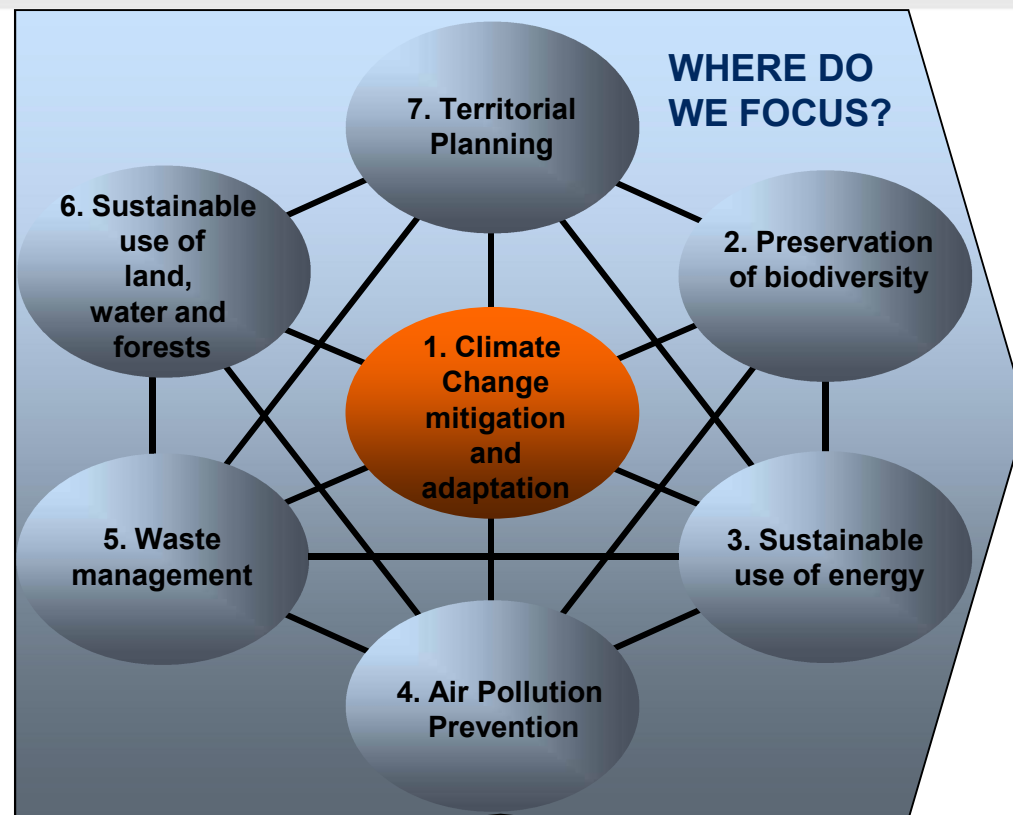 WHERE DO
WE FOCUS?
7. Territorial
Planning
6. Sustainable
use of
land,
water and
forests
2. Preservation
of biodiversity
1. Climate
Change
mitigation
and
adaptation
5. Waste
management
3. Sustainable
use of energy
4. Air Pollution
Prevention